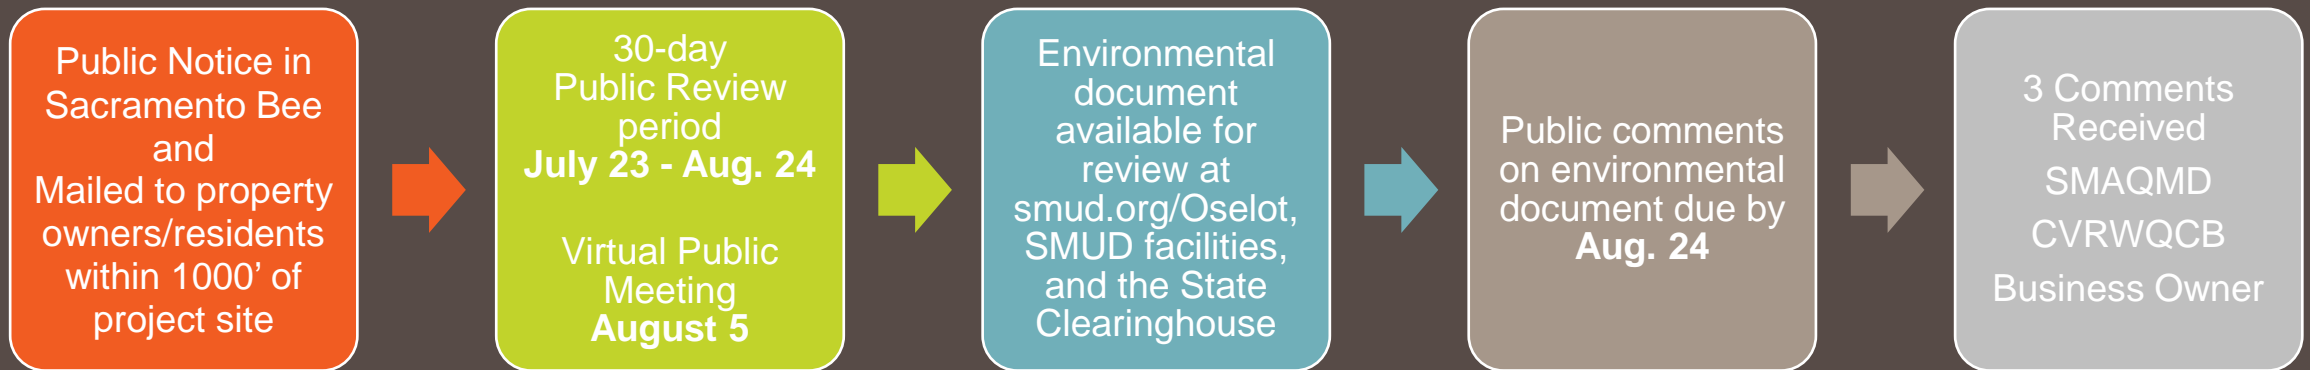 Public Notice in
Sacramento Bee
and
Mailed to property
owners/residents
within 1000' of
project site
30-day
Public Review
period
July 23 - Aug. 24
Virtual Public
Meeting
August 5
Environmental
document
available for
review at
smud.org/Oselot,
SMUD facilities,
and the State
Clearinghouse
Public comments
on environmental
document due by
Aug. 24
3 Comments
Received
SMAQMD
CVRWQCB
Business Owner